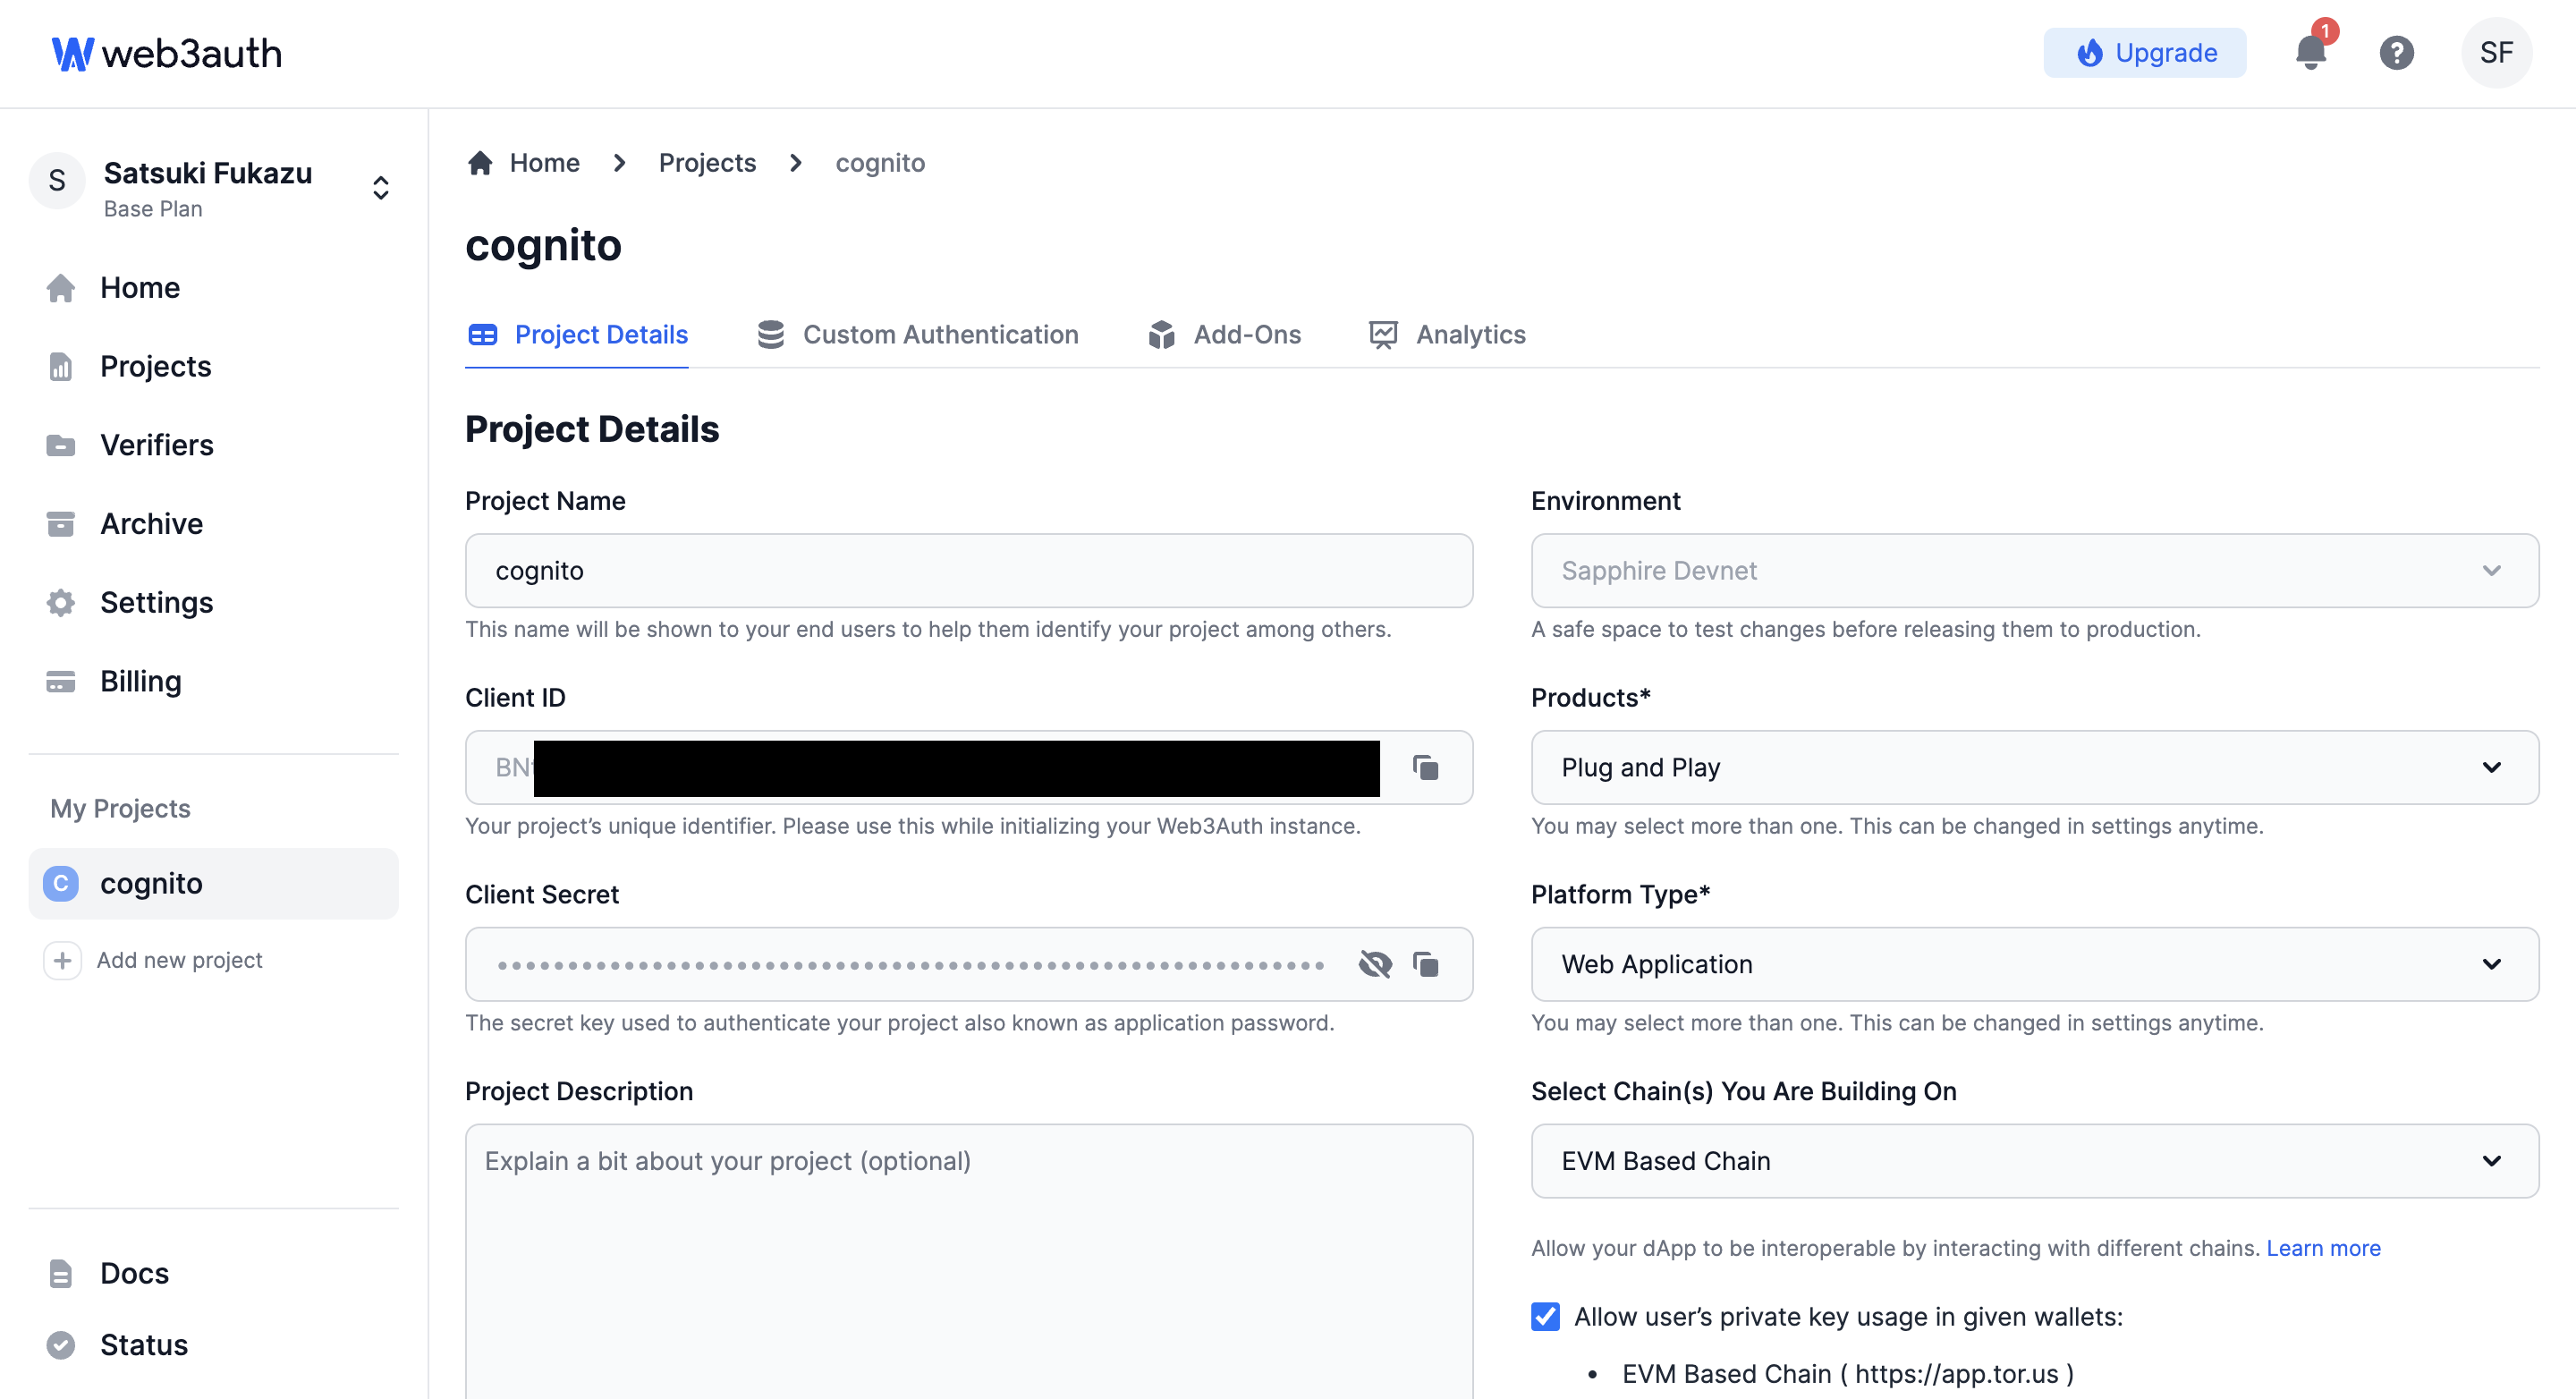 web3auth
Upgrade
1
SF
S
Satsuki Fukazu
Base Plan
Home
Projects
Verifiers
Archive
Settings
Billing
My Projects
C cognito
Add new project
Docs
Status
Home > Projects > cognito
cognito
Project Details
Custom Authentication
Add-Ons
Analytics
Project Details
Project Name
cognito
This name will be shown to your end users to help them identify your project among others.
Client ID
Your project's unique identifier. Please use this while initializing your Web3Auth instance.
Client Secret
The secret key used to authenticate your project also known as application password.
Project Description
Explain a bit about your project (optional)
Environment
Sapphire Devnet
A safe space to test changes before releasing them to production.
Products*
Plug and Play
You may select more than one. This can be changed in settings anytime.
Platform Type*
Web Application
You may select more than one. This can be changed in settings anytime.
Select Chain(s) You Are Building On
EVM Based Chain
Allow your dApp to be interoperable by interacting with different chains. Learn more
Allow user's private key usage in given wallets:
• EVM Based Chain ( https://app.tor.us )